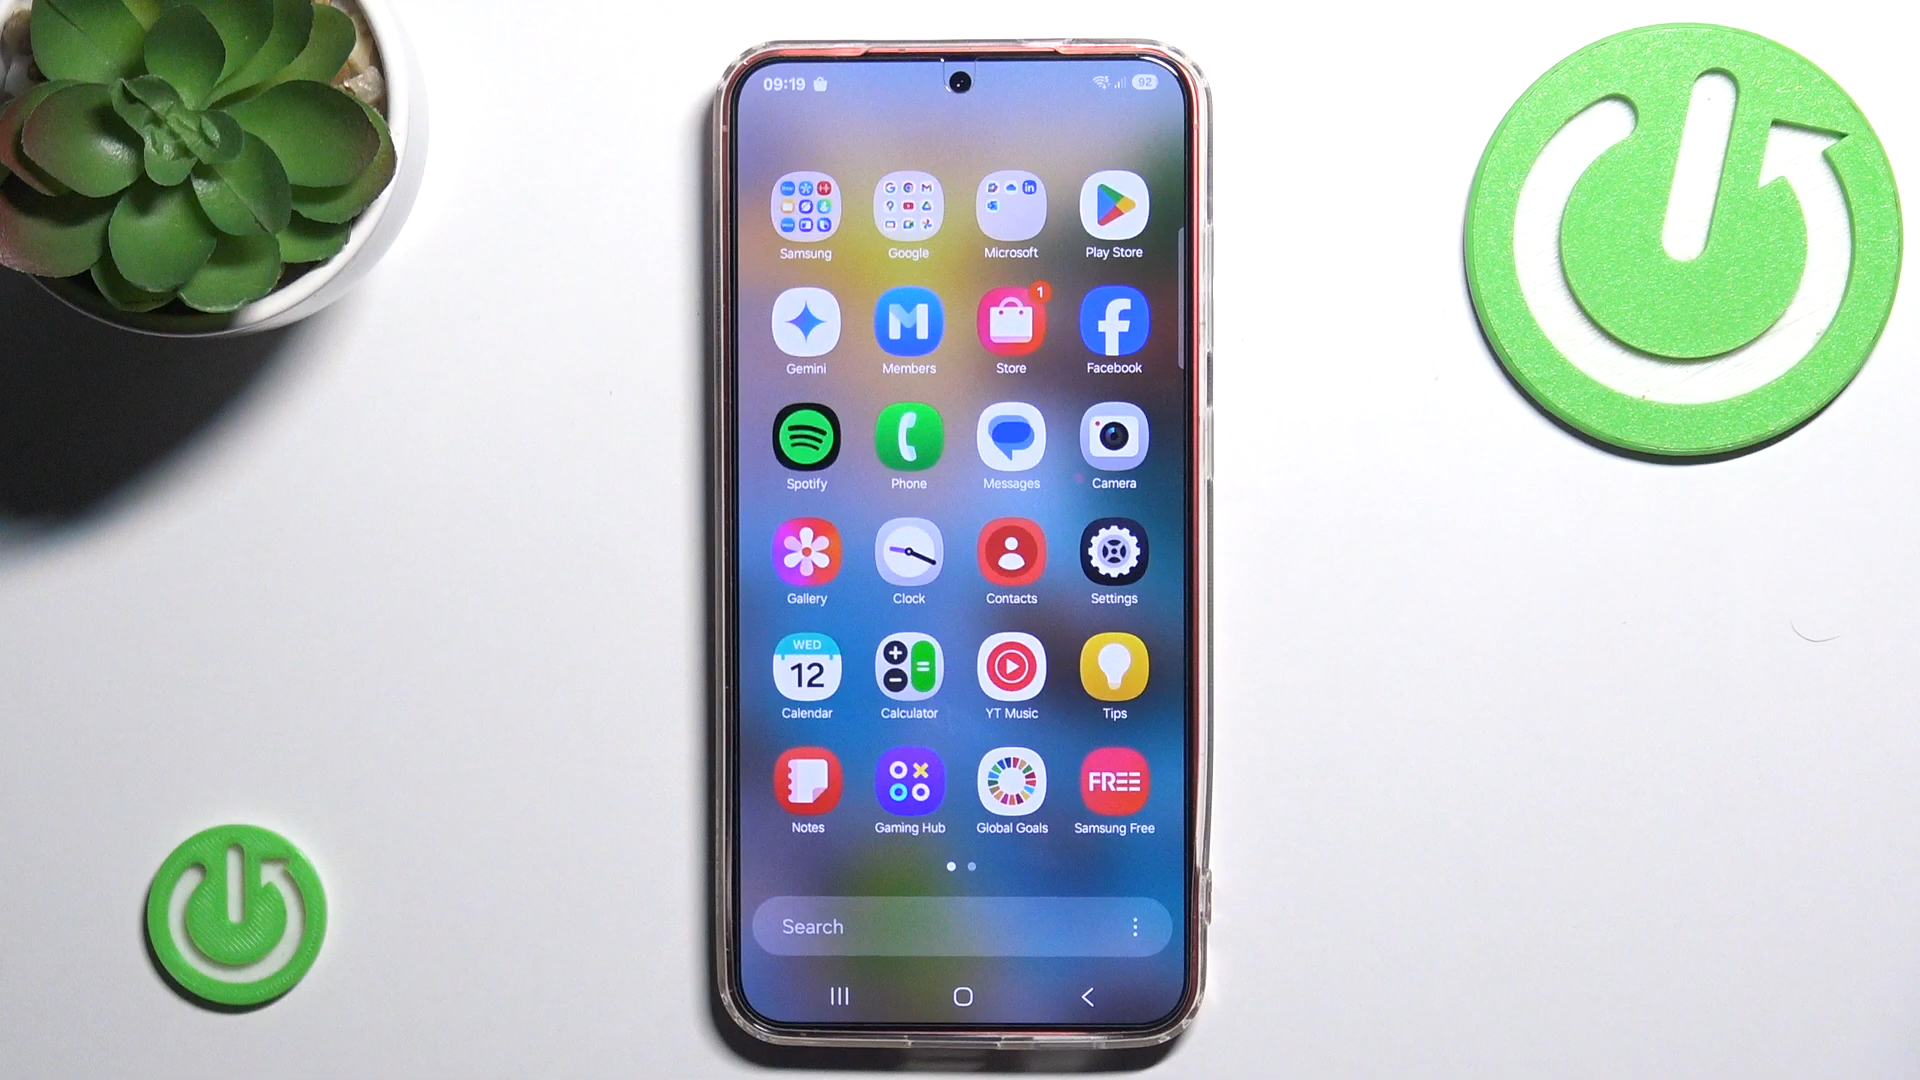 09:19 92
Samsung Google Microsoft Play Store
1
Gemini Members Store Facebook
Spotify Phone Messages Camera
Gallery Clock Contacts Settings
WED
12
Calendar Calculator YT Music Tips
FREE
Notes Gaming Hub Global Goals Samsung Free
Search